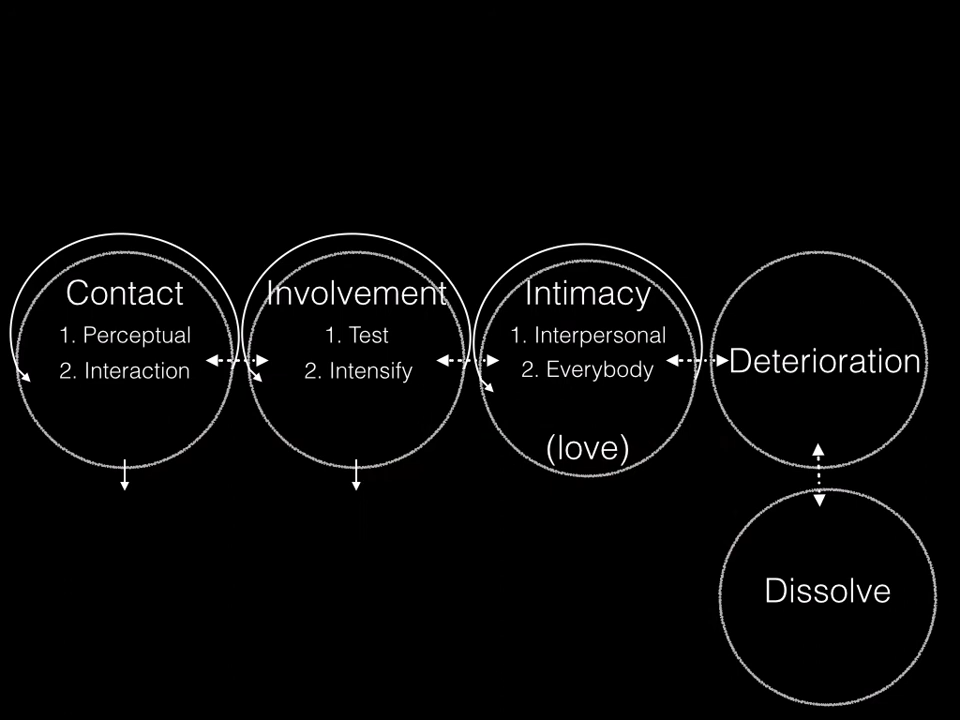 Contact
1. Perceptual
2. Interaction
Involvement
1. Test
2. Intensify
Intimacy
1. Interpersonal
2. Everybody
(love)
Deterioration
Dissolve